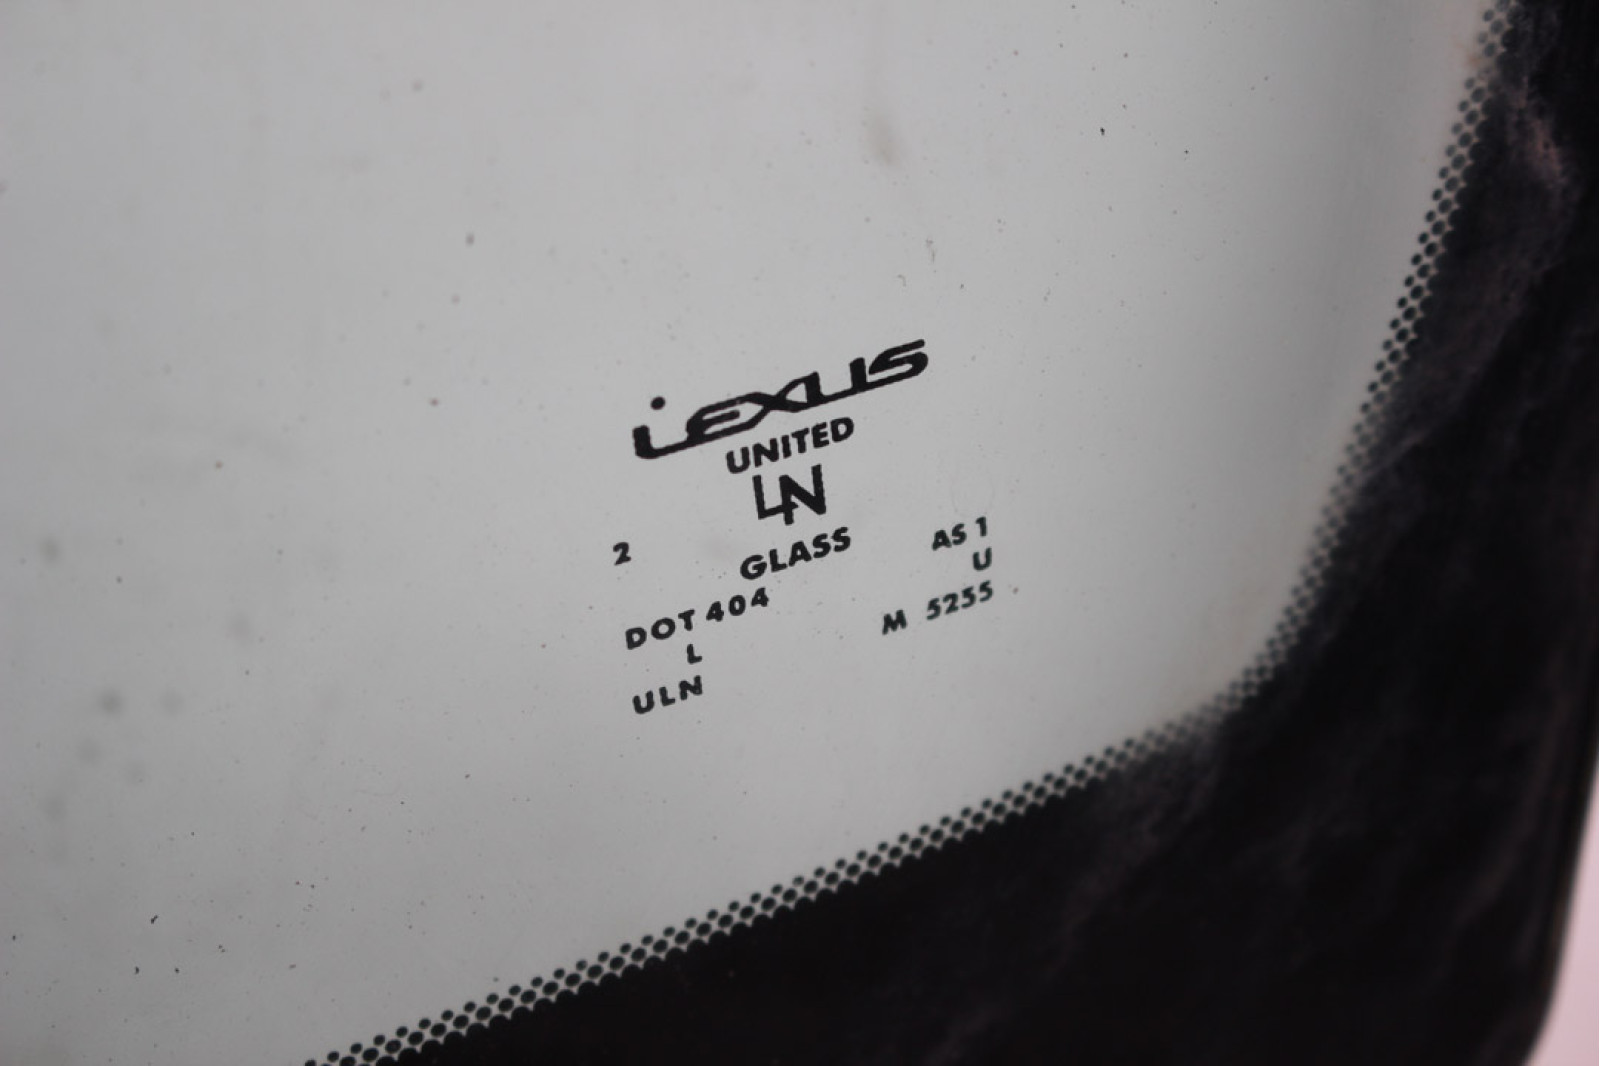 LEXUS
UNITED
LN
2 GLASS AS 1
DOT 404 U
L M 5255
ULN